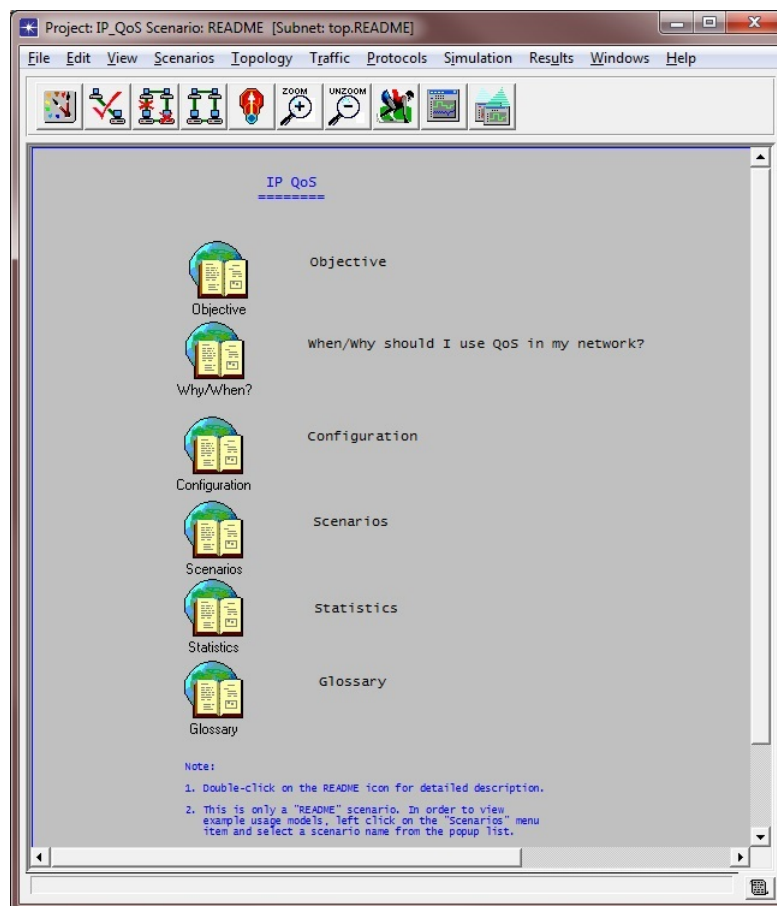 Project: IP_QoS Scenario: README [Subnet: top.README]
File Edit View Scenarios Topology Traffic Protocols Simulation Results Windows Help
ZOOM UNZOOM
IP QoS
========
Objective
Objective
When/Why should I use QoS in my network?
Why/When?
Configuration
Configuration
Scenarios
Scenarios
Statistics
Statistics
Glossary
Glossary
Note:
1. Double-click on the README icon for detailed description.
2. This is only a "README" scenario. In order to view
example usage models, left click on the "Scenarios" menu
item and select a scenario name from the popup list.